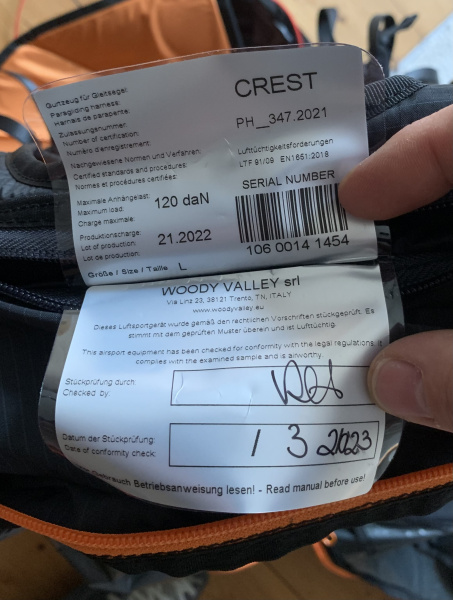 Gurtzeug für Gleitsegel:
Paragliding harness:
Harnais de parapente:
CREST
Zulassungsnummer:
Number of certification:
Numéro d'enregistrement:
PH__347.2021
Nachgewiesene Normen und Verfahren:
Certified standards and procedures:
Normes et procédures certifiées:
Lufttüchtigkeitsforderungen
LTF 91/09 EN1651:2018
Maximale Anhängelast:
Maximum load:
Charge maximale:
120 daN
SERIAL NUMBER
Produktionscharge:
Lot of production:
Lot de production:
21.2022
106 0014 1454
Größe / Size / Taille L
WOODY VALLEY srl
Via Linz 23, 38121 Trento, TN, ITALY
www.woodyvalley.eu
Dieses Luftsportgerät wurde gemäß den rechtlichen Vorschriften stückgeprüft. Es
stimmt mit dem geprüften Muster überein und ist Lufttüchtig.
This airsport equipment has been checked for conformity with the legal regulations, it
complies with the examined sample and is airworthy.
Stückprüfung durch:
Checked by:
Datum der Stückprüfung:
Date of conformity check:
1 3 2023
Gebrauch Betriebsanweisung lesen! - Read manual before use!